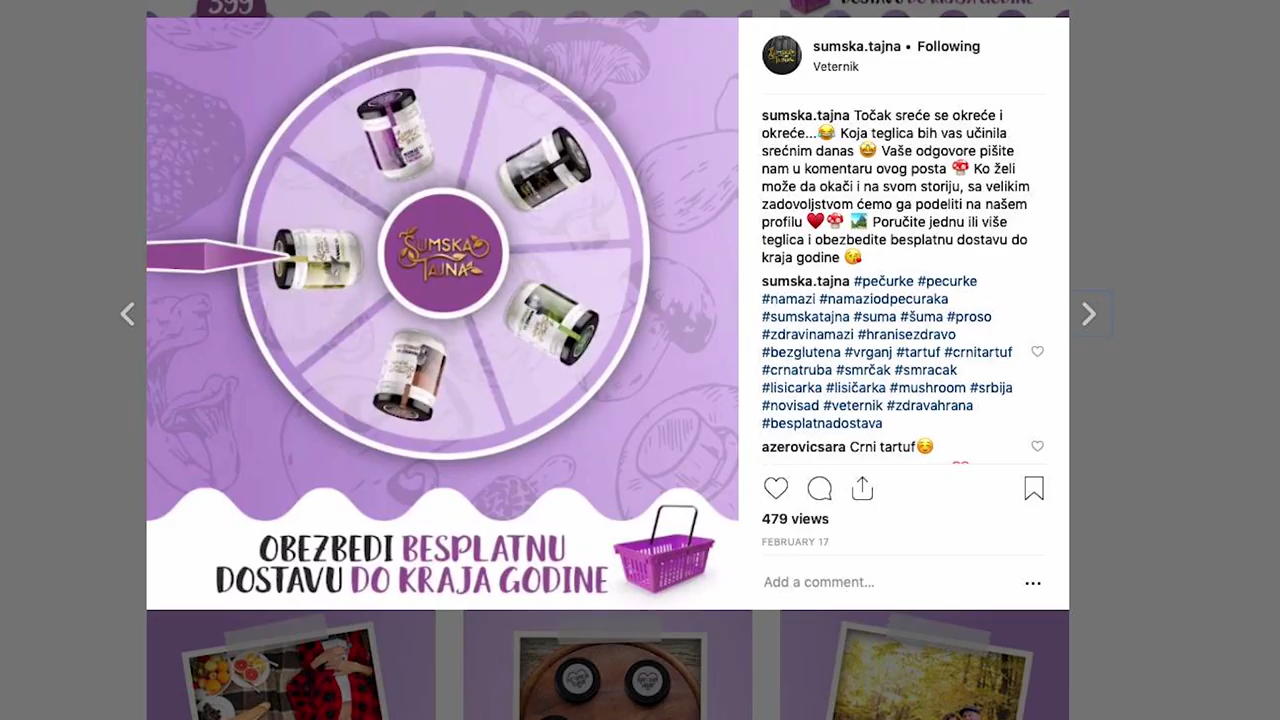 399
DOSTAVU DO KRAJA GODINE
ŠUMSKA
TAJNA
OBEZBEDI BESPLATNU
DOSTAVU DO KRAJA GODINE
sumska.tajna • Following
Veternik
sumska.tajna Točak sreće se okreće i
okreće...😂 Koja teglica bih vas učinila
srećnim danas 🤩 Vaše odgovore pišite
nam u komentaru ovog posta 🍄 Ko želi
može da okači i na svom storiju, sa velikim
zadovoljstvom ćemo ga podeliti na našem
profilu ♥️🍄 🏞️ Poručite jednu ili više
teglica i obezbedite besplatnu dostavu do
kraja godine 😘
sumska.tajna #pečurke #pecurke
#namazi #namaziodpecuraka
#sumskatajna #suma #šuma #proso
#zdravinamazi #hranisezdravo
#bezglutena #vrganj #tartuf #crnitartuf
#crnatruba #smrčak #smracak
#lisicarka #lisičarka #mushroom #srbija
#novisad #veternik #zdravahrana
#besplatnadostava
azerovicsara Crni tartuf☺️
479 views
FEBRUARY 17
Add a comment...